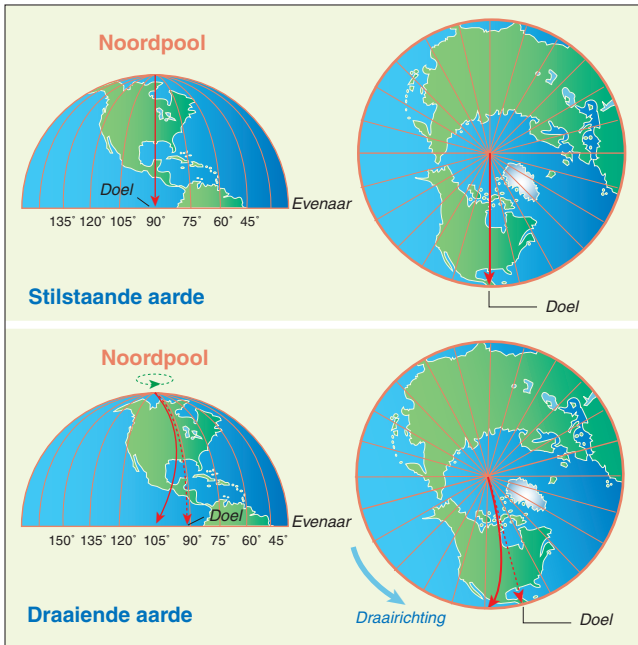 Noordpool
Doel
Evenaar
135° 120° 105° 90° 75° 60° 45°
Stilstaande aarde
Doel
Noordpool
Doel
Evenaar
150° 135° 120° 105° 90° 75° 60° 45°
Draairichting
Doel
Draaiende aarde